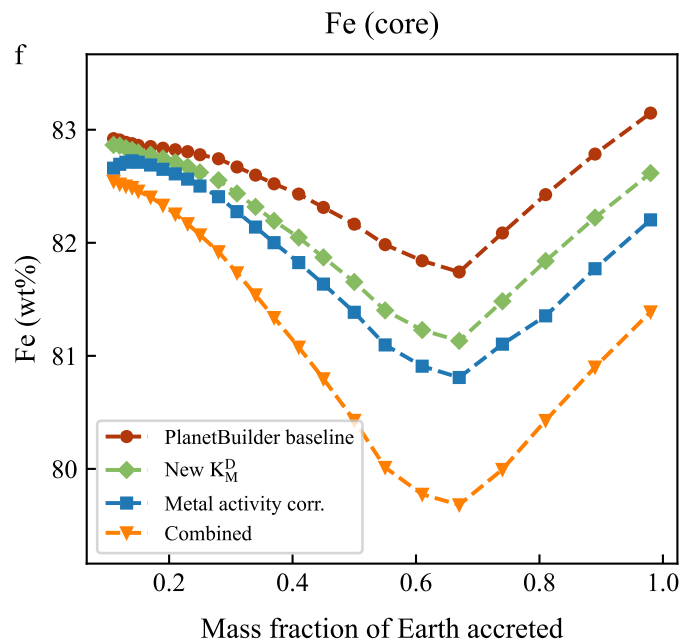 Fe (core)
f
83
82
81
80
Fe (wt%)
PlanetBuilder baseline
New K_M^D
Metal activity corr.
Combined
0.2 0.4 0.6 0.8 1.0
Mass fraction of Earth accreted